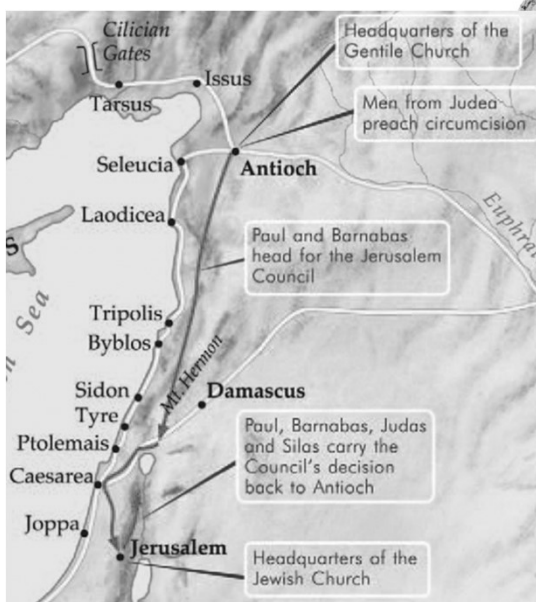 Cilician
Gates
Headquarters of the
Gentile Church
Issus
Tarsus
Men from Judea
preach circumcision
Seleucia
Antioch
Laodicea
Paul and Barnabas
head for the Jerusalem
Council
Sea
Tripolis
Byblos
Mt. Hermon
Sidon
Damascus
Tyre
Ptolemais
Paul, Barnabas, Judas
and Silas carry the
Council's decision
back to Antioch
Caesarea
Joppa
Jerusalem
Headquarters of the
Jewish Church